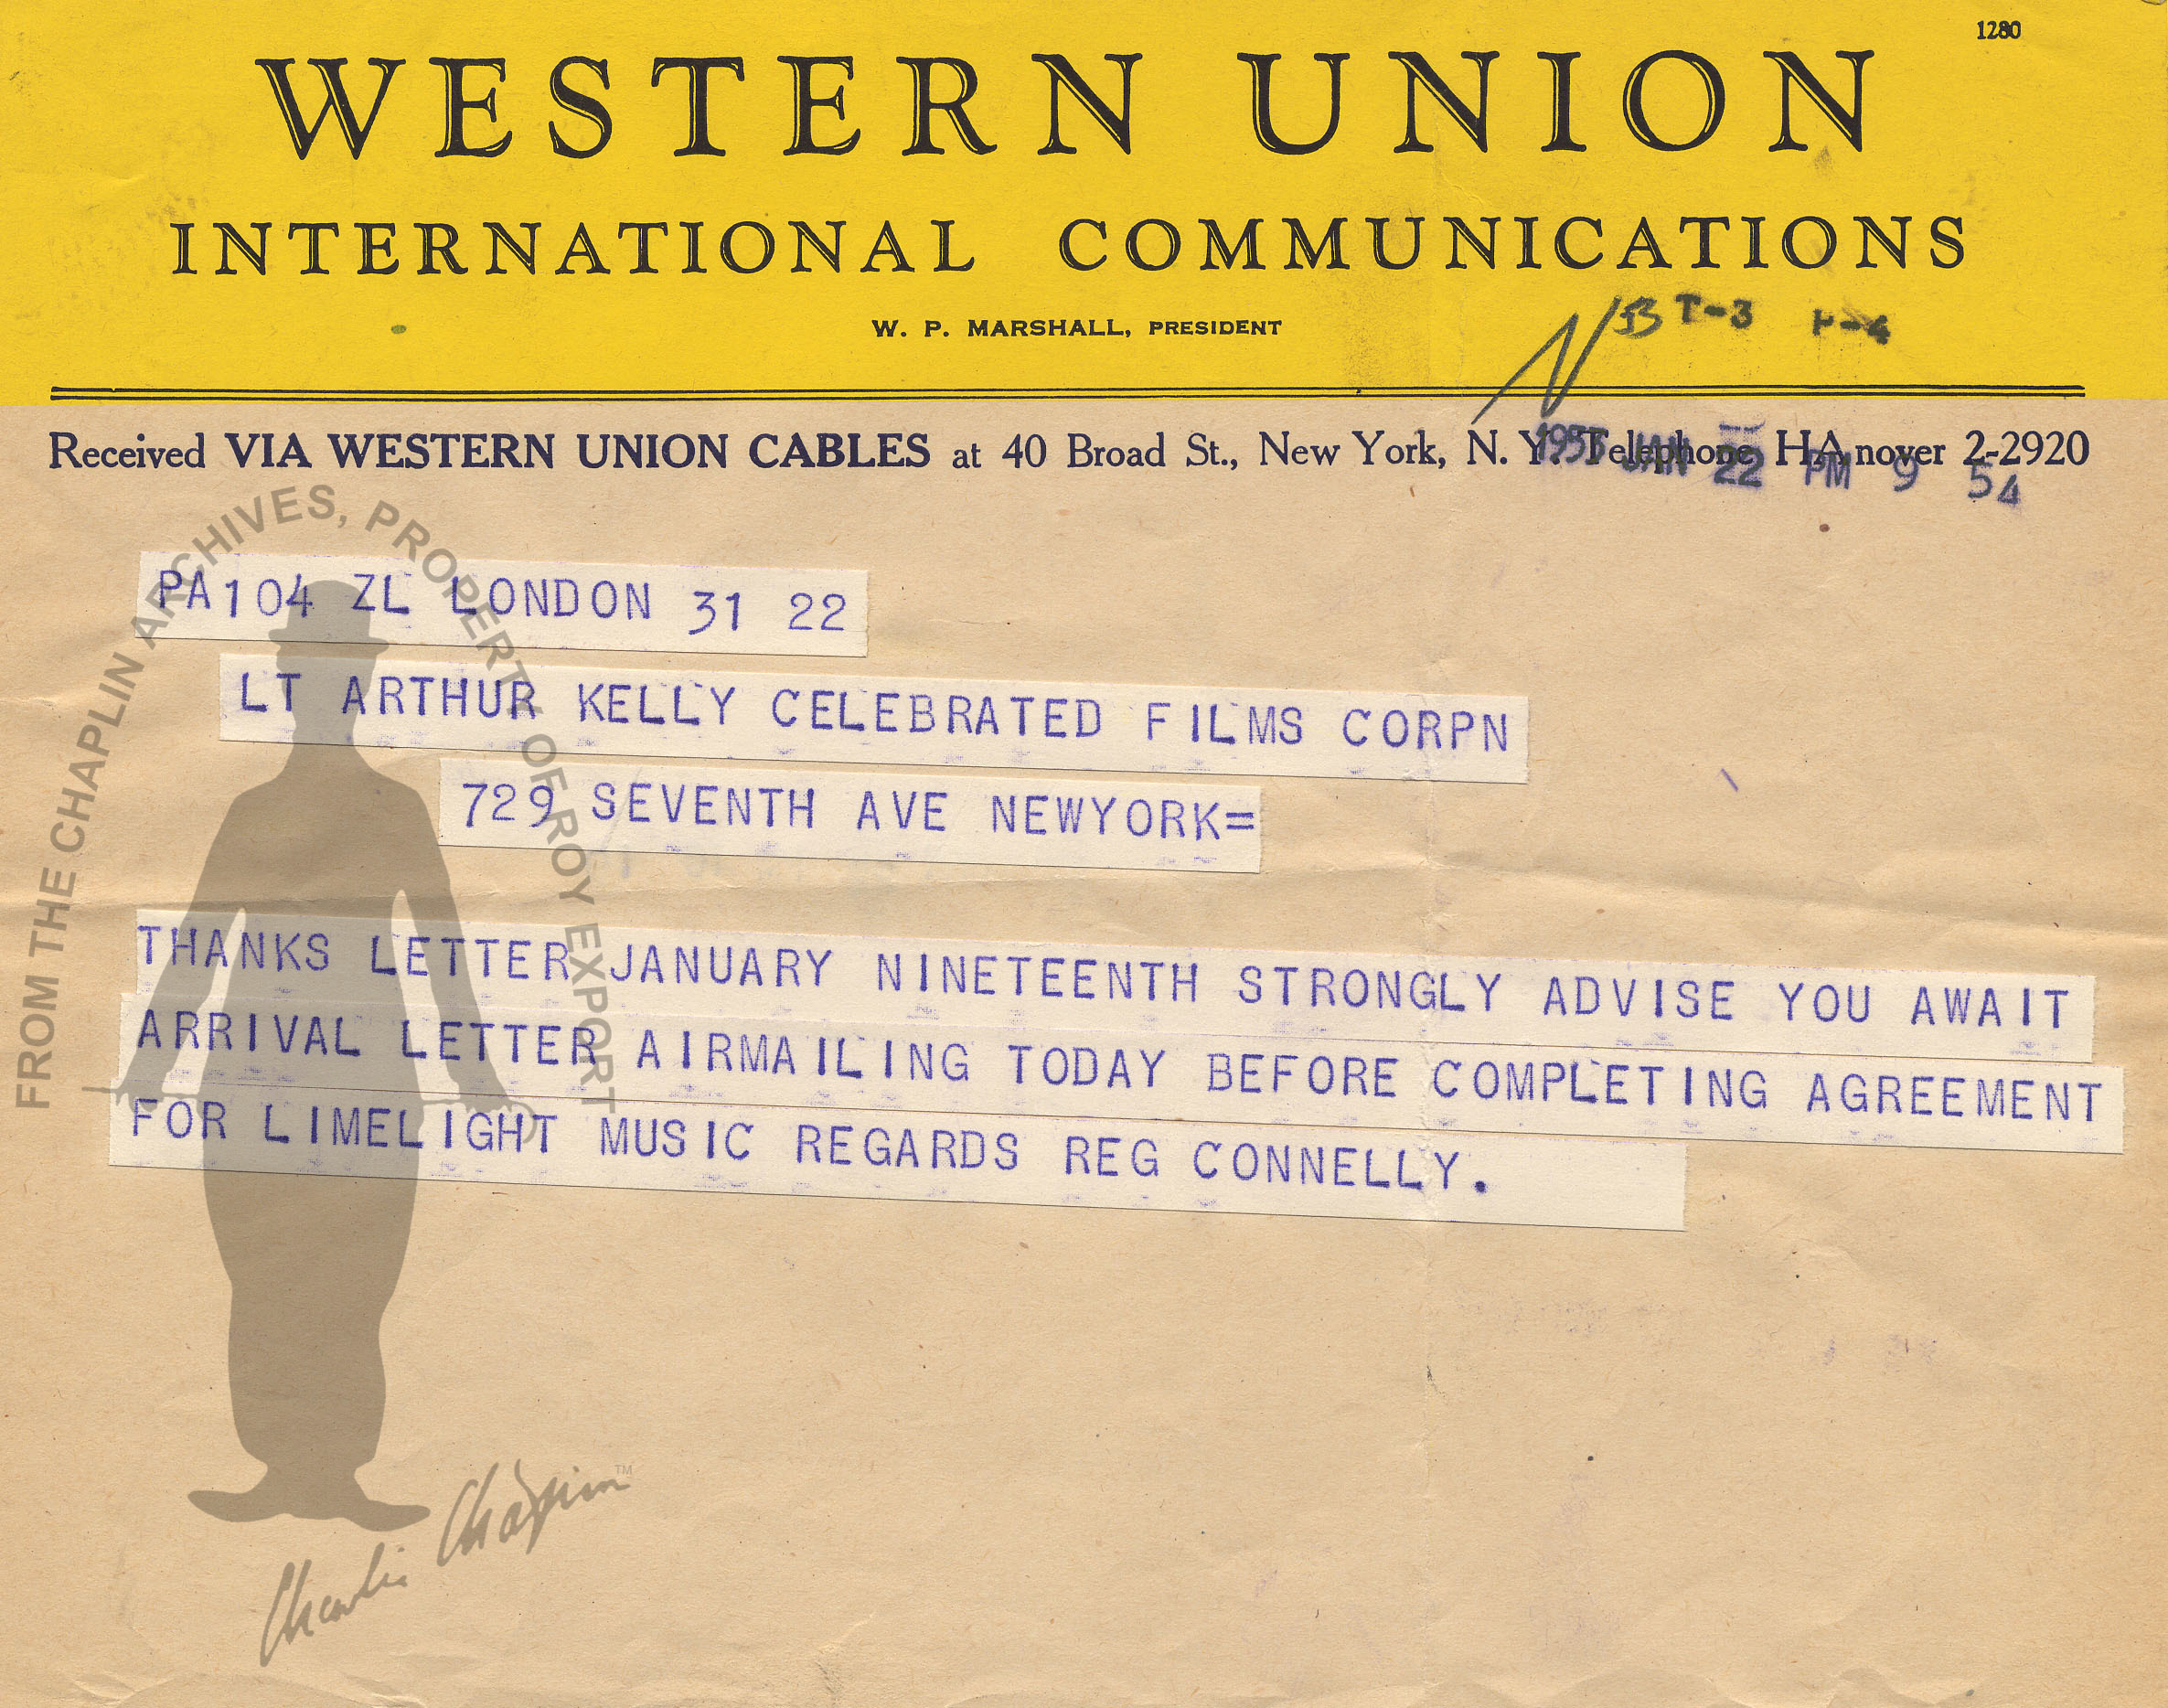 1280
WESTERN UNION
INTERNATIONAL COMMUNICATIONS
W. P. MARSHALL, PRESIDENT
T-3
Received VIA WESTERN UNION CABLES at 40 Broad St., New York, N. Y. Telephone HAnover 2-2920
JAN 22 PM 9 54
PA104 ZL LONDON 31 22
LT ARTHUR KELLY CELEBRATED FILMS CORPN
729 SEVENTH AVE NEWYORK=
THANKS LETTER JANUARY NINETEENTH STRONGLY ADVISE YOU AWAIT
ARRIVAL LETTER AIRMAILING TODAY BEFORE COMPLETING AGREEMENT
FOR LIMELIGHT MUSIC REGARDS REG CONNELLY.
FROM THE CHAPLIN ARCHIVES, PROPERTY OF ROY EXPORT
Charlie Chaplin™